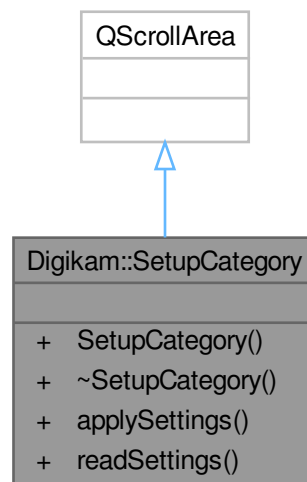 QScrollArea
Digikam::SetupCategory
+ SetupCategory()
+ ~SetupCategory()
+ applySettings()
+ readSettings()